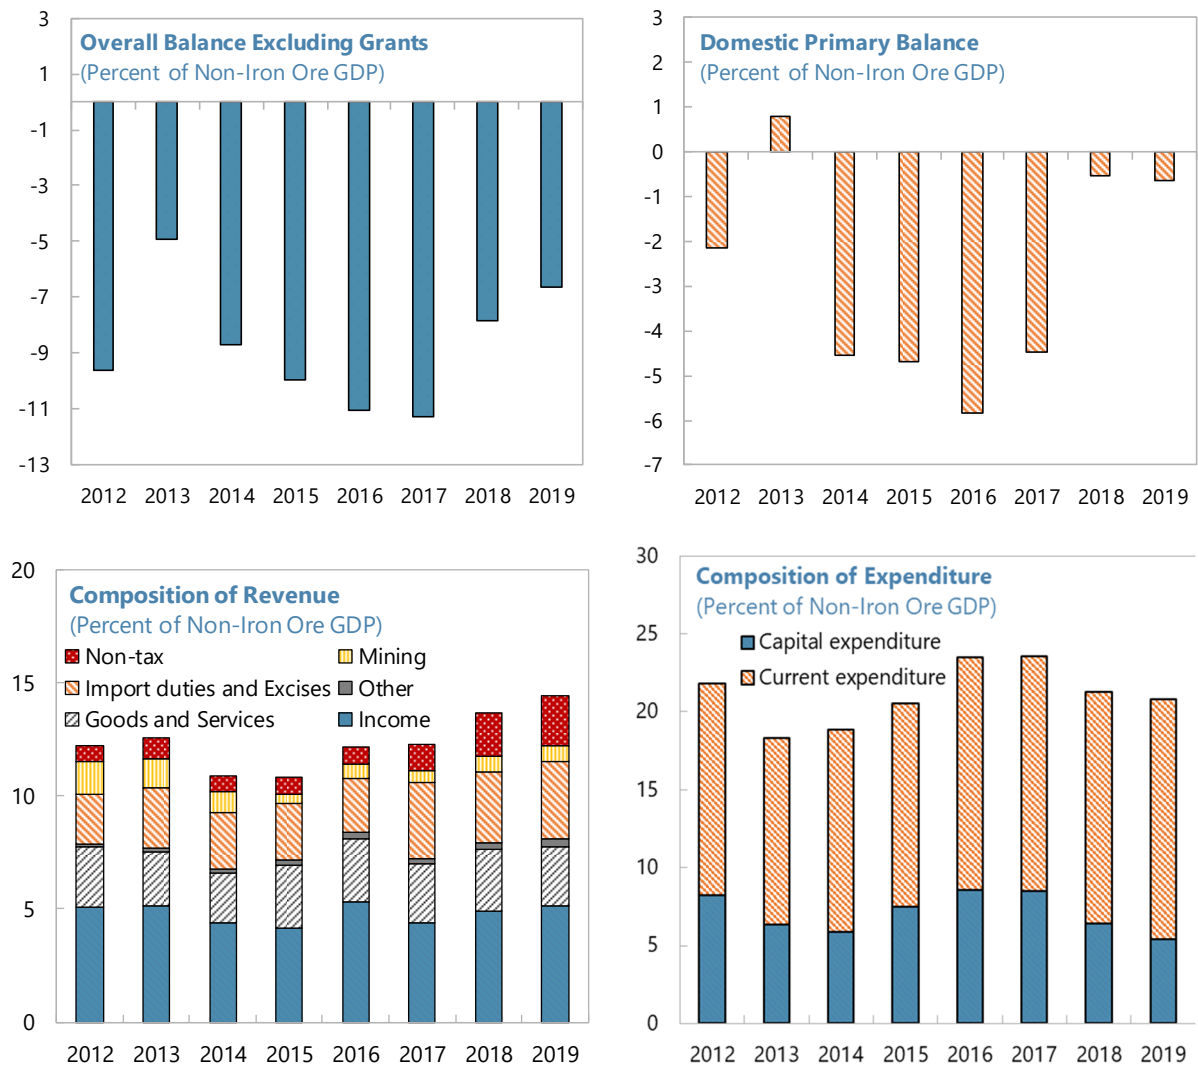 Overall Balance Excluding Grants
(Percent of Non-Iron Ore GDP)
3
1
-1
-3
-5
-7
-9
-11
-13
2012 2013 2014 2015 2016 2017 2018 2019
Domestic Primary Balance
(Percent of Non-Iron Ore GDP)
3
2
1
0
-1
-2
-3
-4
-5
-6
-7
2012 2013 2014 2015 2016 2017 2018 2019
Composition of Revenue
(Percent of Non-Iron Ore GDP)
Non-tax Mining
Import duties and Excises Other
Goods and Services Income
20
15
10
5
0
2012 2013 2014 2015 2016 2017 2018 2019
Composition of Expenditure
(Percent of Non-Iron Ore GDP)
Capital expenditure
Current expenditure
30
25
20
15
10
5
0
2012 2013 2014 2015 2016 2017 2018 2019